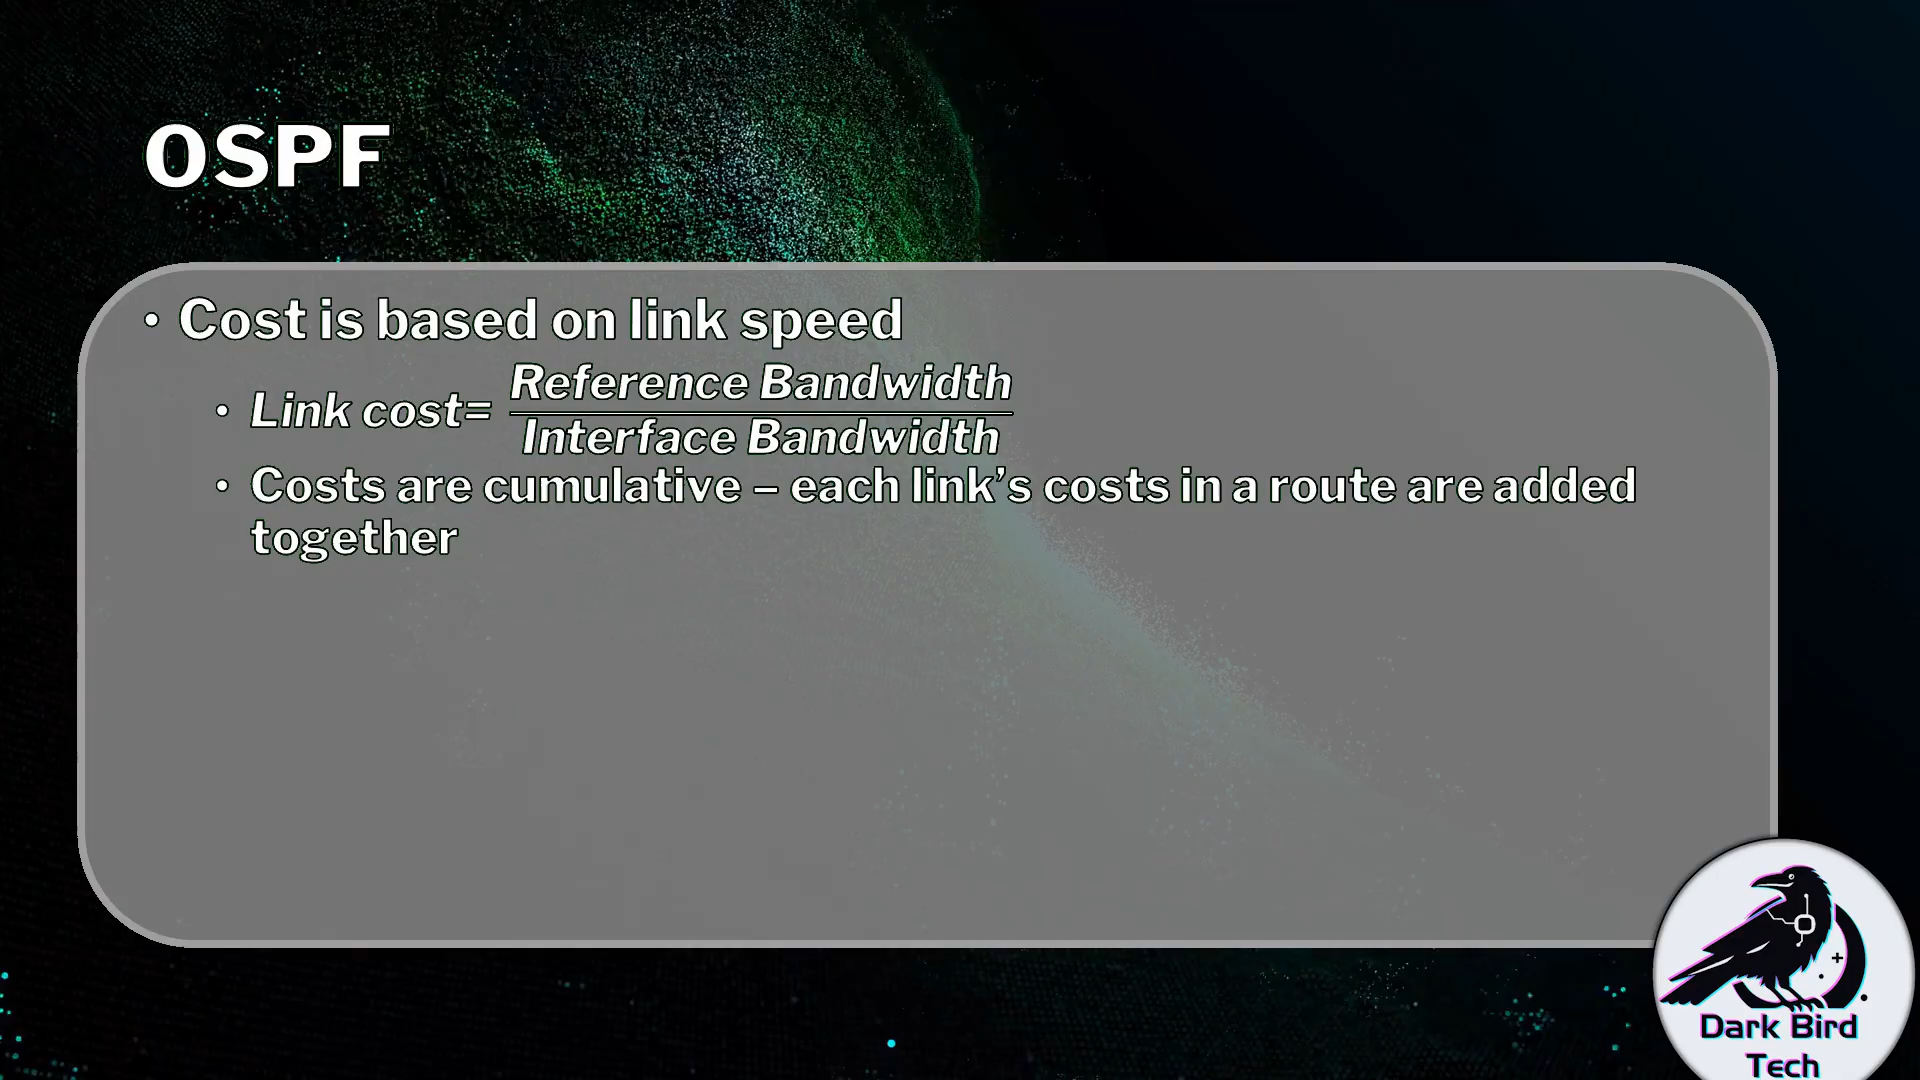 OSPF
• Cost is based on link speed
• Link cost= Reference Bandwidth
Interface Bandwidth
• Costs are cumulative – each link’s costs in a route are added
together
Dark Bird
Tech